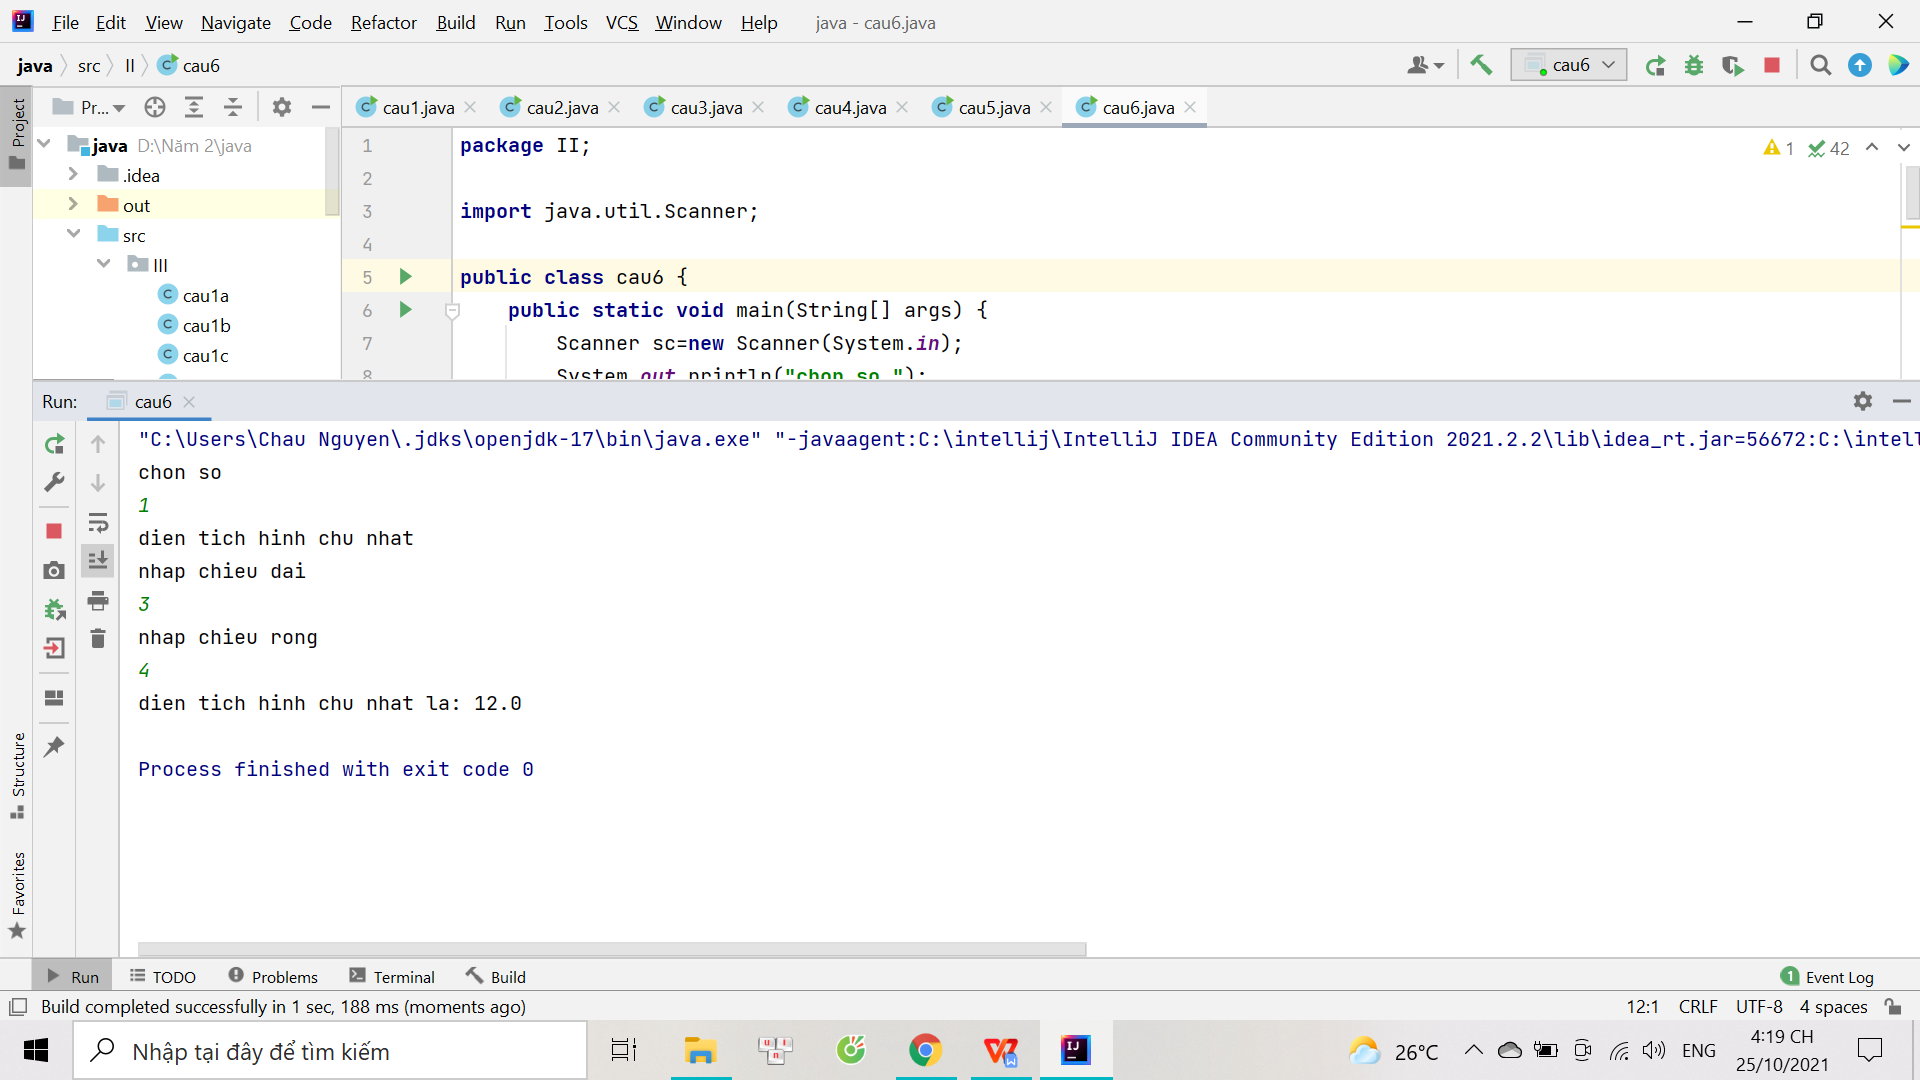 File Edit View Navigate Code Refactor Build Run Tools VCS Window Help java - cau6.java
java src II cau6 cau6
Project
Pr...
cau1.java cau2.java cau3.java cau4.java cau5.java cau6.java
java D:\Năm 2\java
.idea
out
src
III
cau1a
cau1b
cau1c
1 package II;
1 42
2
3 import java.util.Scanner;
4
5 public class cau6 {
6 public static void main(String[] args) {
7 Scanner sc=new Scanner(System.in);
8 System.out.println("chon so ");
Run: cau6
"C:\Users\Chau Nguyen\.jdks\openjdk-17\bin\java.exe" "-javaagent:C:\intellij\IntelliJ IDEA Community Edition 2021.2.2\lib\idea_rt.jar=56672:C:\intell
chon so
1
dien tich hinh chu nhat
nhap chieu dai
3
nhap chieu rong
4
dien tich hinh chu nhat la: 12.0
Process finished with exit code 0
Structure
Favorites
Run TODO Problems Terminal Build 1 Event Log
Build completed successfully in 1 sec, 188 ms (moments ago) 12:1 CRLF UTF-8 4 spaces
Nhập tại đây để tìm kiếm
26°C ENG
4:19 CH
25/10/2021